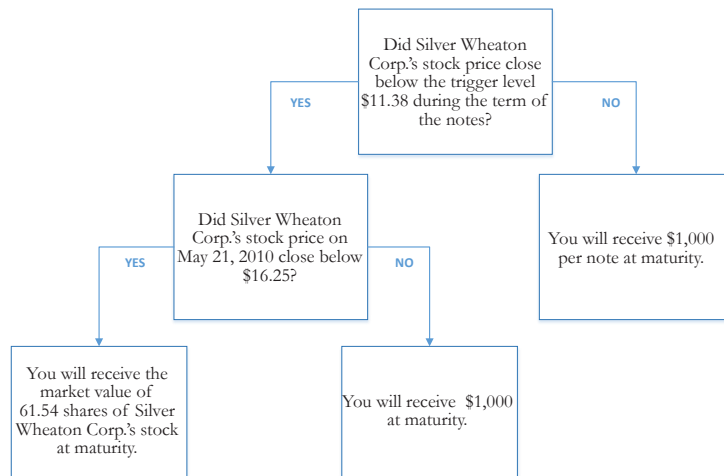 Did Silver Wheaton
Corp.'s stock price close
below the trigger level
$11.38 during the term of
the notes?
YES
NO
Did Silver Wheaton
Corp.'s stock price on
May 21, 2010 close below
$16.25?
You will receive $1,000
per note at maturity.
YES
NO
You will receive the
market value of
61.54 shares of Silver
Wheaton Corp.'s stock
at maturity.
You will receive $1,000
at maturity.